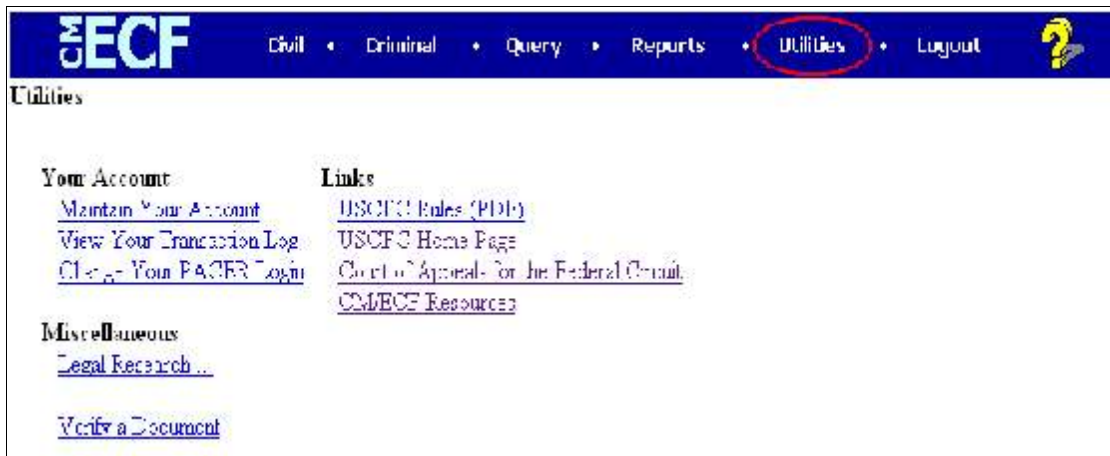 CM ECF Civil • Criminal • Query • Reports • Utilities • Logout ?
Utilities
Your Account
Maintain Your Account
View Your Transaction Log
Change Your PACER Login
Miscellaneous
Legal Research ...
Verify a Document
Links
USCFC Rules (PDF)
USCFC Home Page
Court of Appeals for the Federal Circuit
CM/ECF Resources